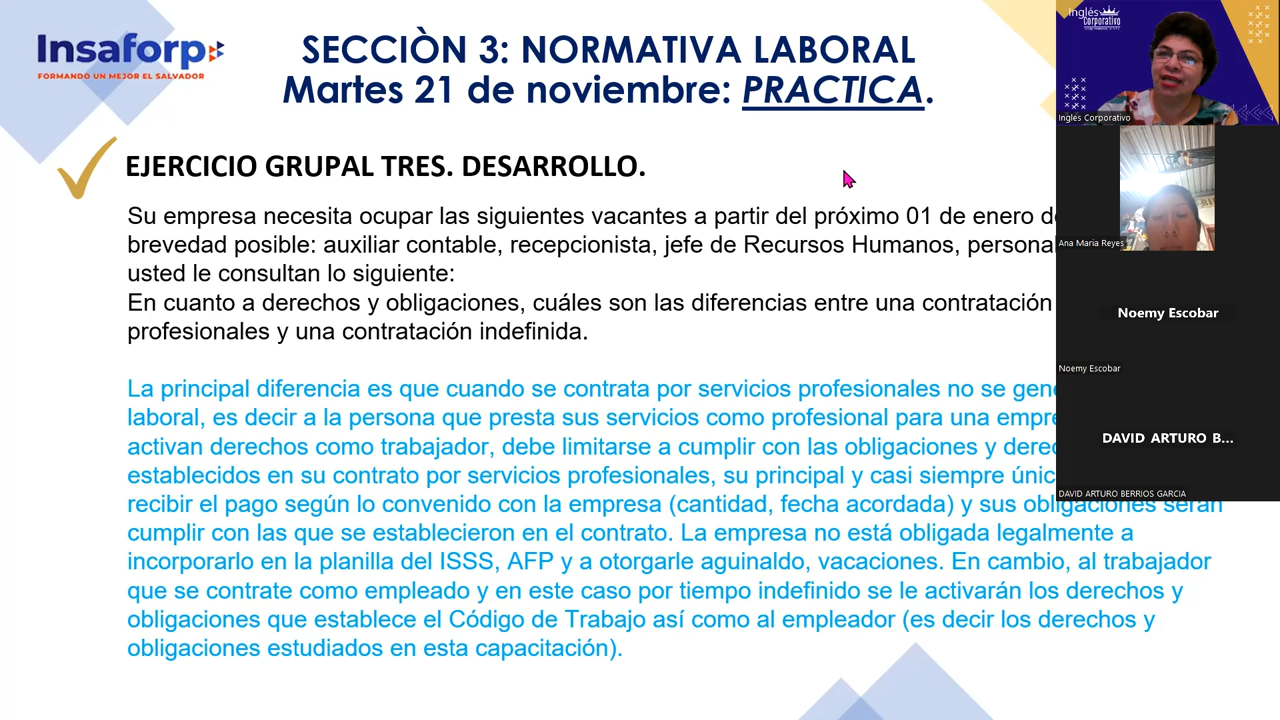 Insaforp
FORMANDO UN MEJOR EL SALVADOR
SECCIÒN 3: NORMATIVA LABORAL
Martes 21 de noviembre: PRACTICA.
EJERCICIO GRUPAL TRES. DESARROLLO.
Su empresa necesita ocupar las siguientes vacantes a partir del próximo 01 de enero
brevedad posible: auxiliar contable, recepcionista, jefe de Recursos Humanos, personal
usted le consultan lo siguiente:
En cuanto a derechos y obligaciones, cuáles son las diferencias entre una contratación
profesionales y una contratación indefinida.
La principal diferencia es que cuando se contrata por servicios profesionales no se
laboral, es decir a la persona que presta sus servicios como profesional para una
activan derechos como trabajador, debe limitarse a cumplir con las obligaciones y
establecidos en su contrato por servicios profesionales, su principal y casi siempre
recibir el pago según lo convenido con la empresa (cantidad, fecha acordada) y sus obligaciones serán
cumplir con las que se establecieron en el contrato. La empresa no está obligada legalmente a
incorporarlo en la planilla del ISSS, AFP y a otorgarle aguinaldo, vacaciones. En cambio, al trabajador
que se contrate como empleado y en este caso por tiempo indefinido se le activarán los derechos y
obligaciones que establece el Código de Trabajo así como al empleador (es decir los derechos y
obligaciones estudiados en esta capacitación).
Inglés
Corporativo
Inglés Corporativo
Ana Maria Reyes
Noemy Escobar
Noemy Escobar
DAVID ARTURO B...
DAVID ARTURO BERRIOS GARCIA